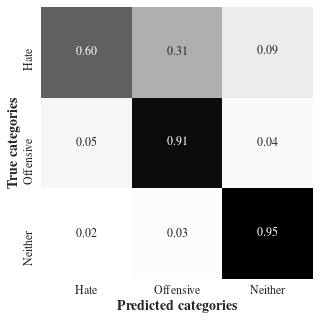 True categories
Hate
0.60 0.31 0.09
Offensive
0.05 0.91 0.04
Neither
0.02 0.03 0.95
Hate Offensive Neither
Predicted categories